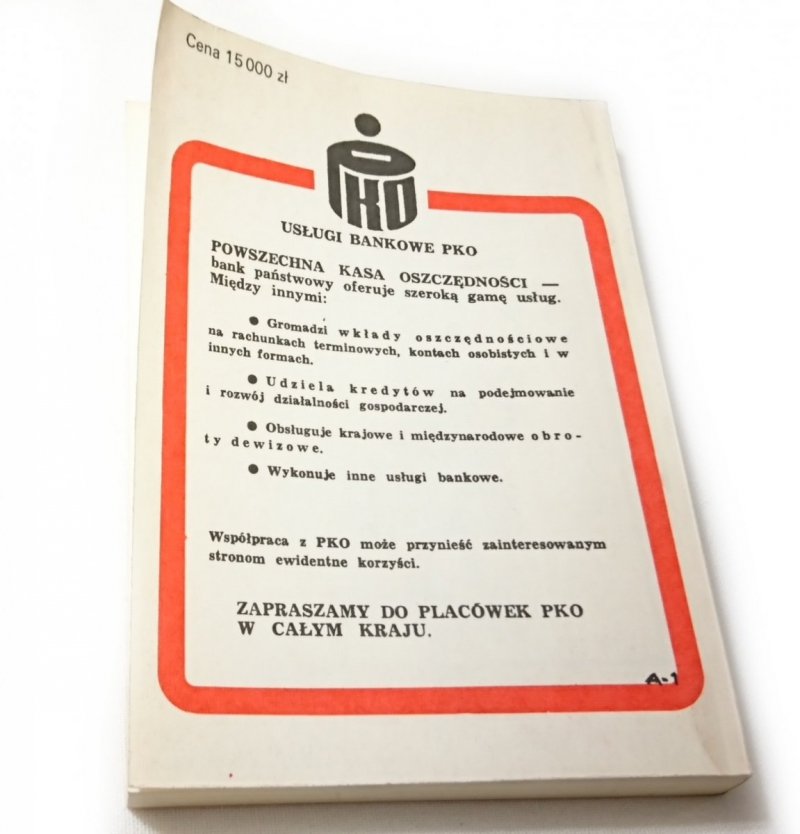 Cena 15 000 zł
PKO
USŁUGI BANKOWE PKO
POWSZECHNA KASA OSZCZĘDNOŚCI —
bank państwowy oferuje szeroką gamę usług.
Między innymi:
● Gromadzi wkłady oszczędnościowe
na rachunkach terminowych, kontach osobistych i w
innych formach.
● Udziela kredytów na podejmowanie
i rozwój działalności gospodarczej.
● Obsługuje krajowe i międzynarodowe obro-
ty dewizowe.
● Wykonuje inne usługi bankowe.
Współpraca z PKO może przynieść zainteresowanym
stronom ewidentne korzyści.
ZAPRASZAMY DO PLACÓWEK PKO
W CAŁYM KRAJU.
A-1